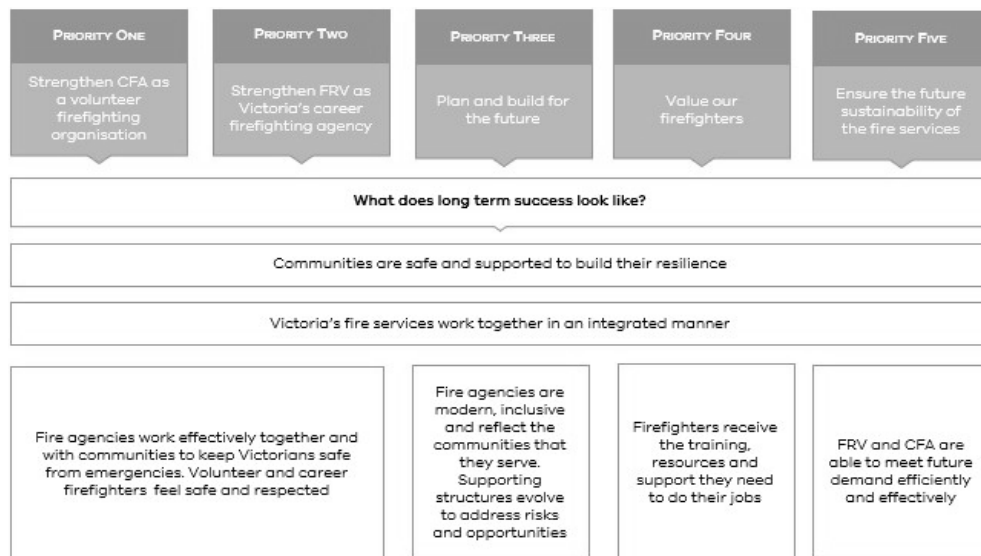 PRIORITY ONE
Strengthen CFA as
a volunteer
firefighting
organisation
PRIORITY TWO
Strengthen FRV as
Victoria's career
firefighting agency
PRIORITY THREE
Plan and build for
the future
PRIORITY FOUR
Value our
firefighters
PRIORITY FIVE
Ensure the future
sustainability of
the fire services
What does long term success look like?
Communities are safe and supported to build their resilience
Victoria's fire services work together in an integrated manner
Fire agencies work effectively together and
with communities to keep Victorians safe
from emergencies. Volunteer and career
firefighters feel safe and respected
Fire agencies are
modern, inclusive
and reflect the
communities that
they serve.
Supporting
structures evolve
to address risks
and opportunities
Firefighters receive
the training,
resources and
support they need
to do their jobs
FRV and CFA are
able to meet future
demand efficiently
and effectively